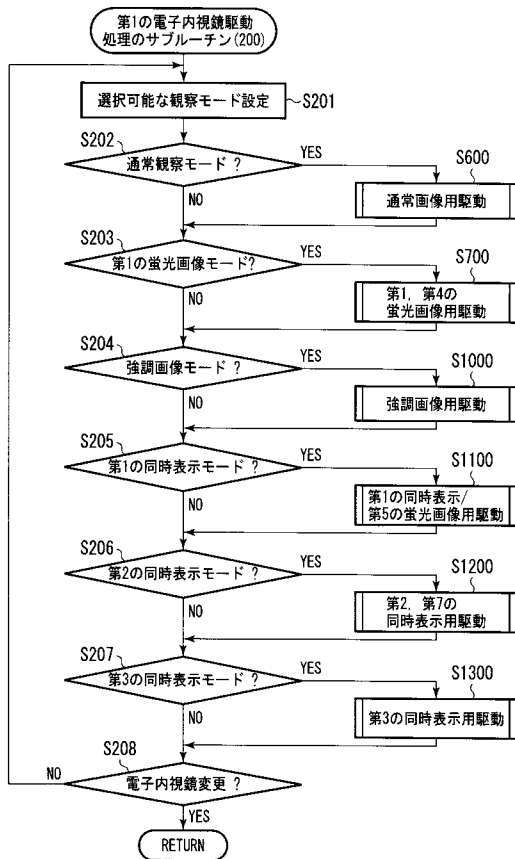 第1の電子内視鏡駆動
処理のサブルーチン(200)
選択可能な観察モード設定
S201
S202
通常観察モード ?
YES
NO
S600
通常画像用駆動
S203
第1の蛍光画像モード?
YES
NO
S700
第1, 第4の
蛍光画像用駆動
S204
強調画像モード ?
YES
NO
S1000
強調画像用駆動
S205
第1の同時表示モード ?
YES
NO
S1100
第1の同時表示/
第5の蛍光画像用駆動
S206
第2の同時表示モード ?
YES
NO
S1200
第2, 第7の
同時表示用駆動
S207
第3の同時表示モード ?
YES
NO
S1300
第3の同時表示用駆動
S208
NO
電子内視鏡変更 ?
YES
RETURN